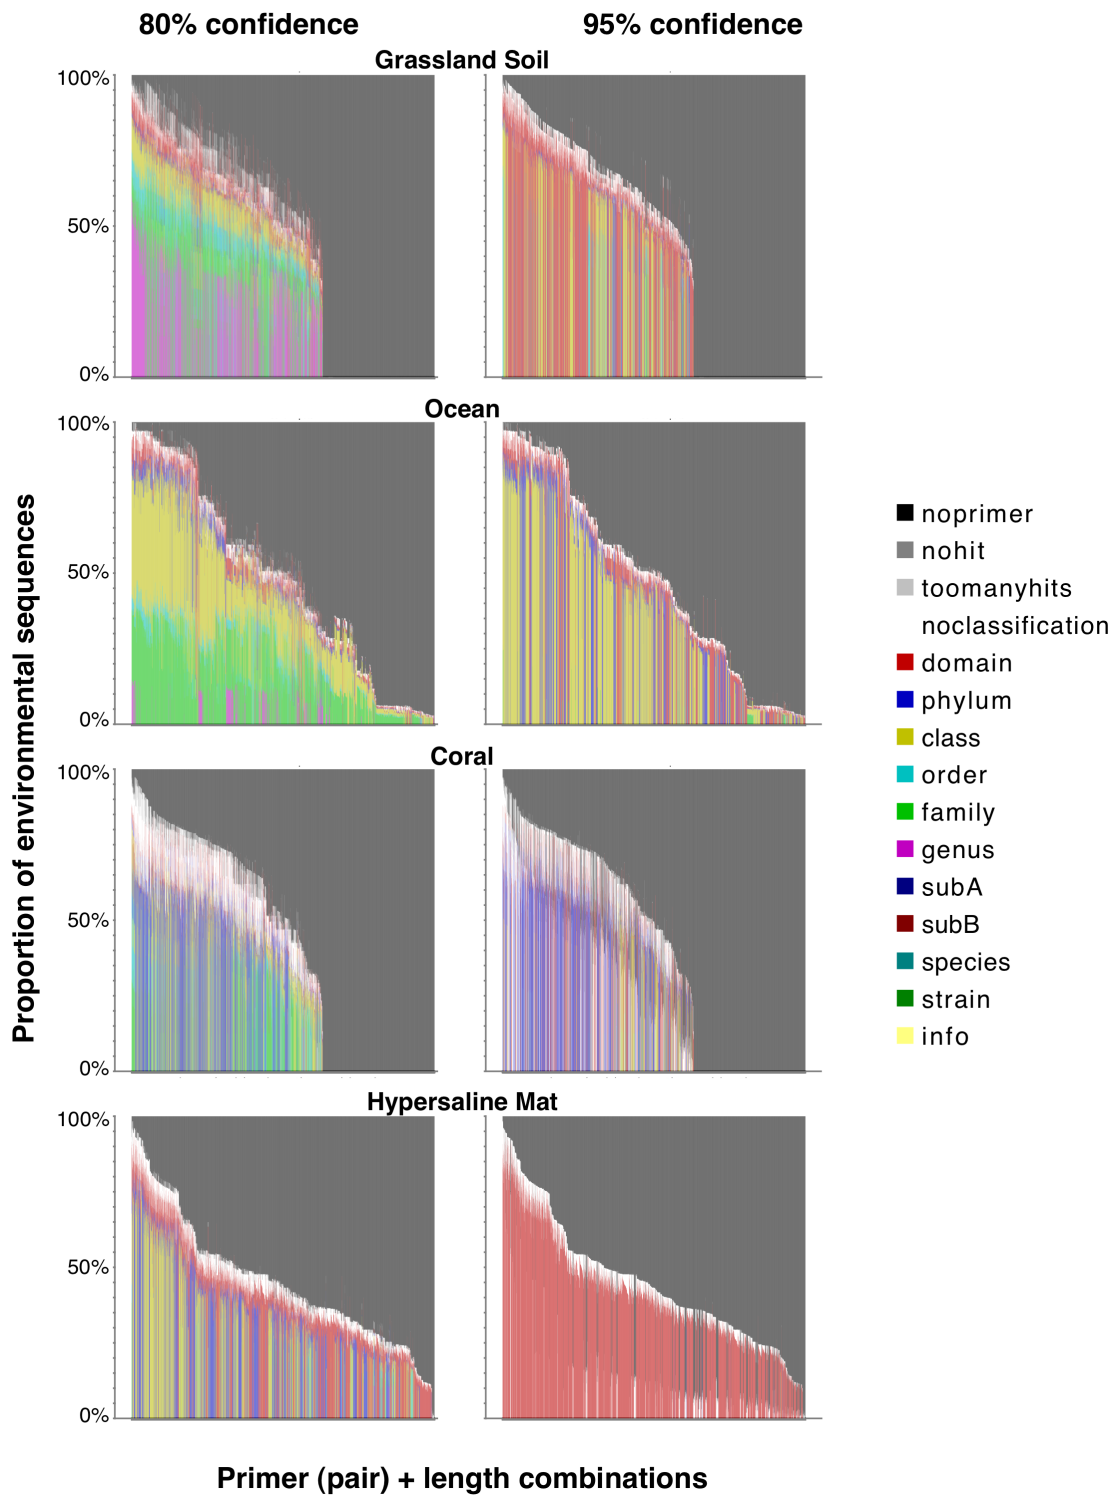 80% confidence
95% confidence
Grassland Soil
100%
50%
0%
Ocean
100%
50%
0%
Coral
100%
50%
0%
Hypersaline Mat
100%
50%
0%
Proportion of environmental sequences
Primer (pair) + length combinations
noprimer
nohit
toomanyhits
noclassification
domain
phylum
class
order
family
genus
subA
subB
species
strain
info